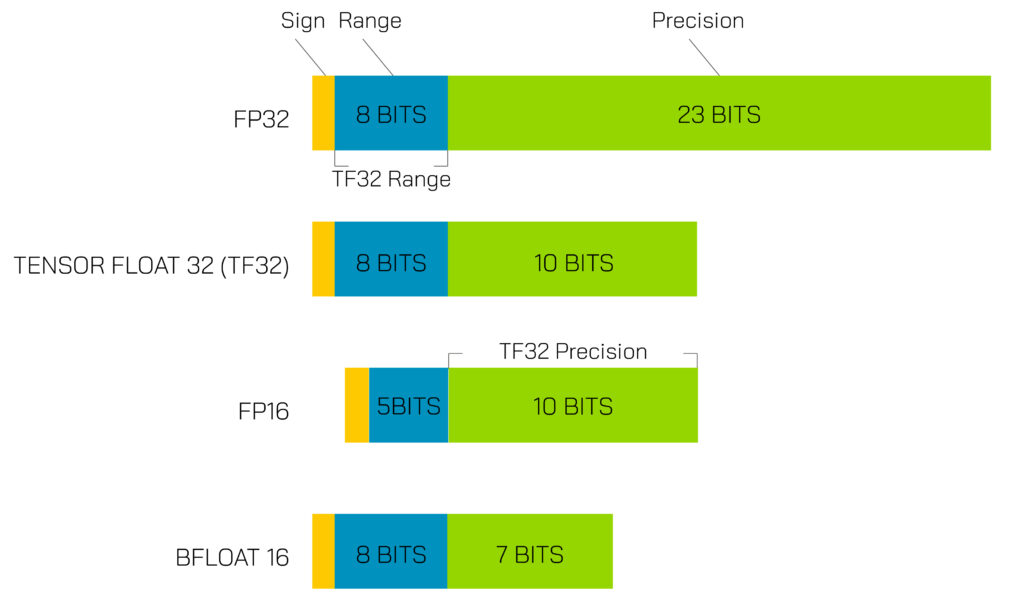 Sign Range Precision
FP32 8 BITS 23 BITS
TF32 Range
TENSOR FLOAT 32 (TF32) 8 BITS 10 BITS
TF32 Precision
FP16 5BITS 10 BITS
BFLOAT 16 8 BITS 7 BITS